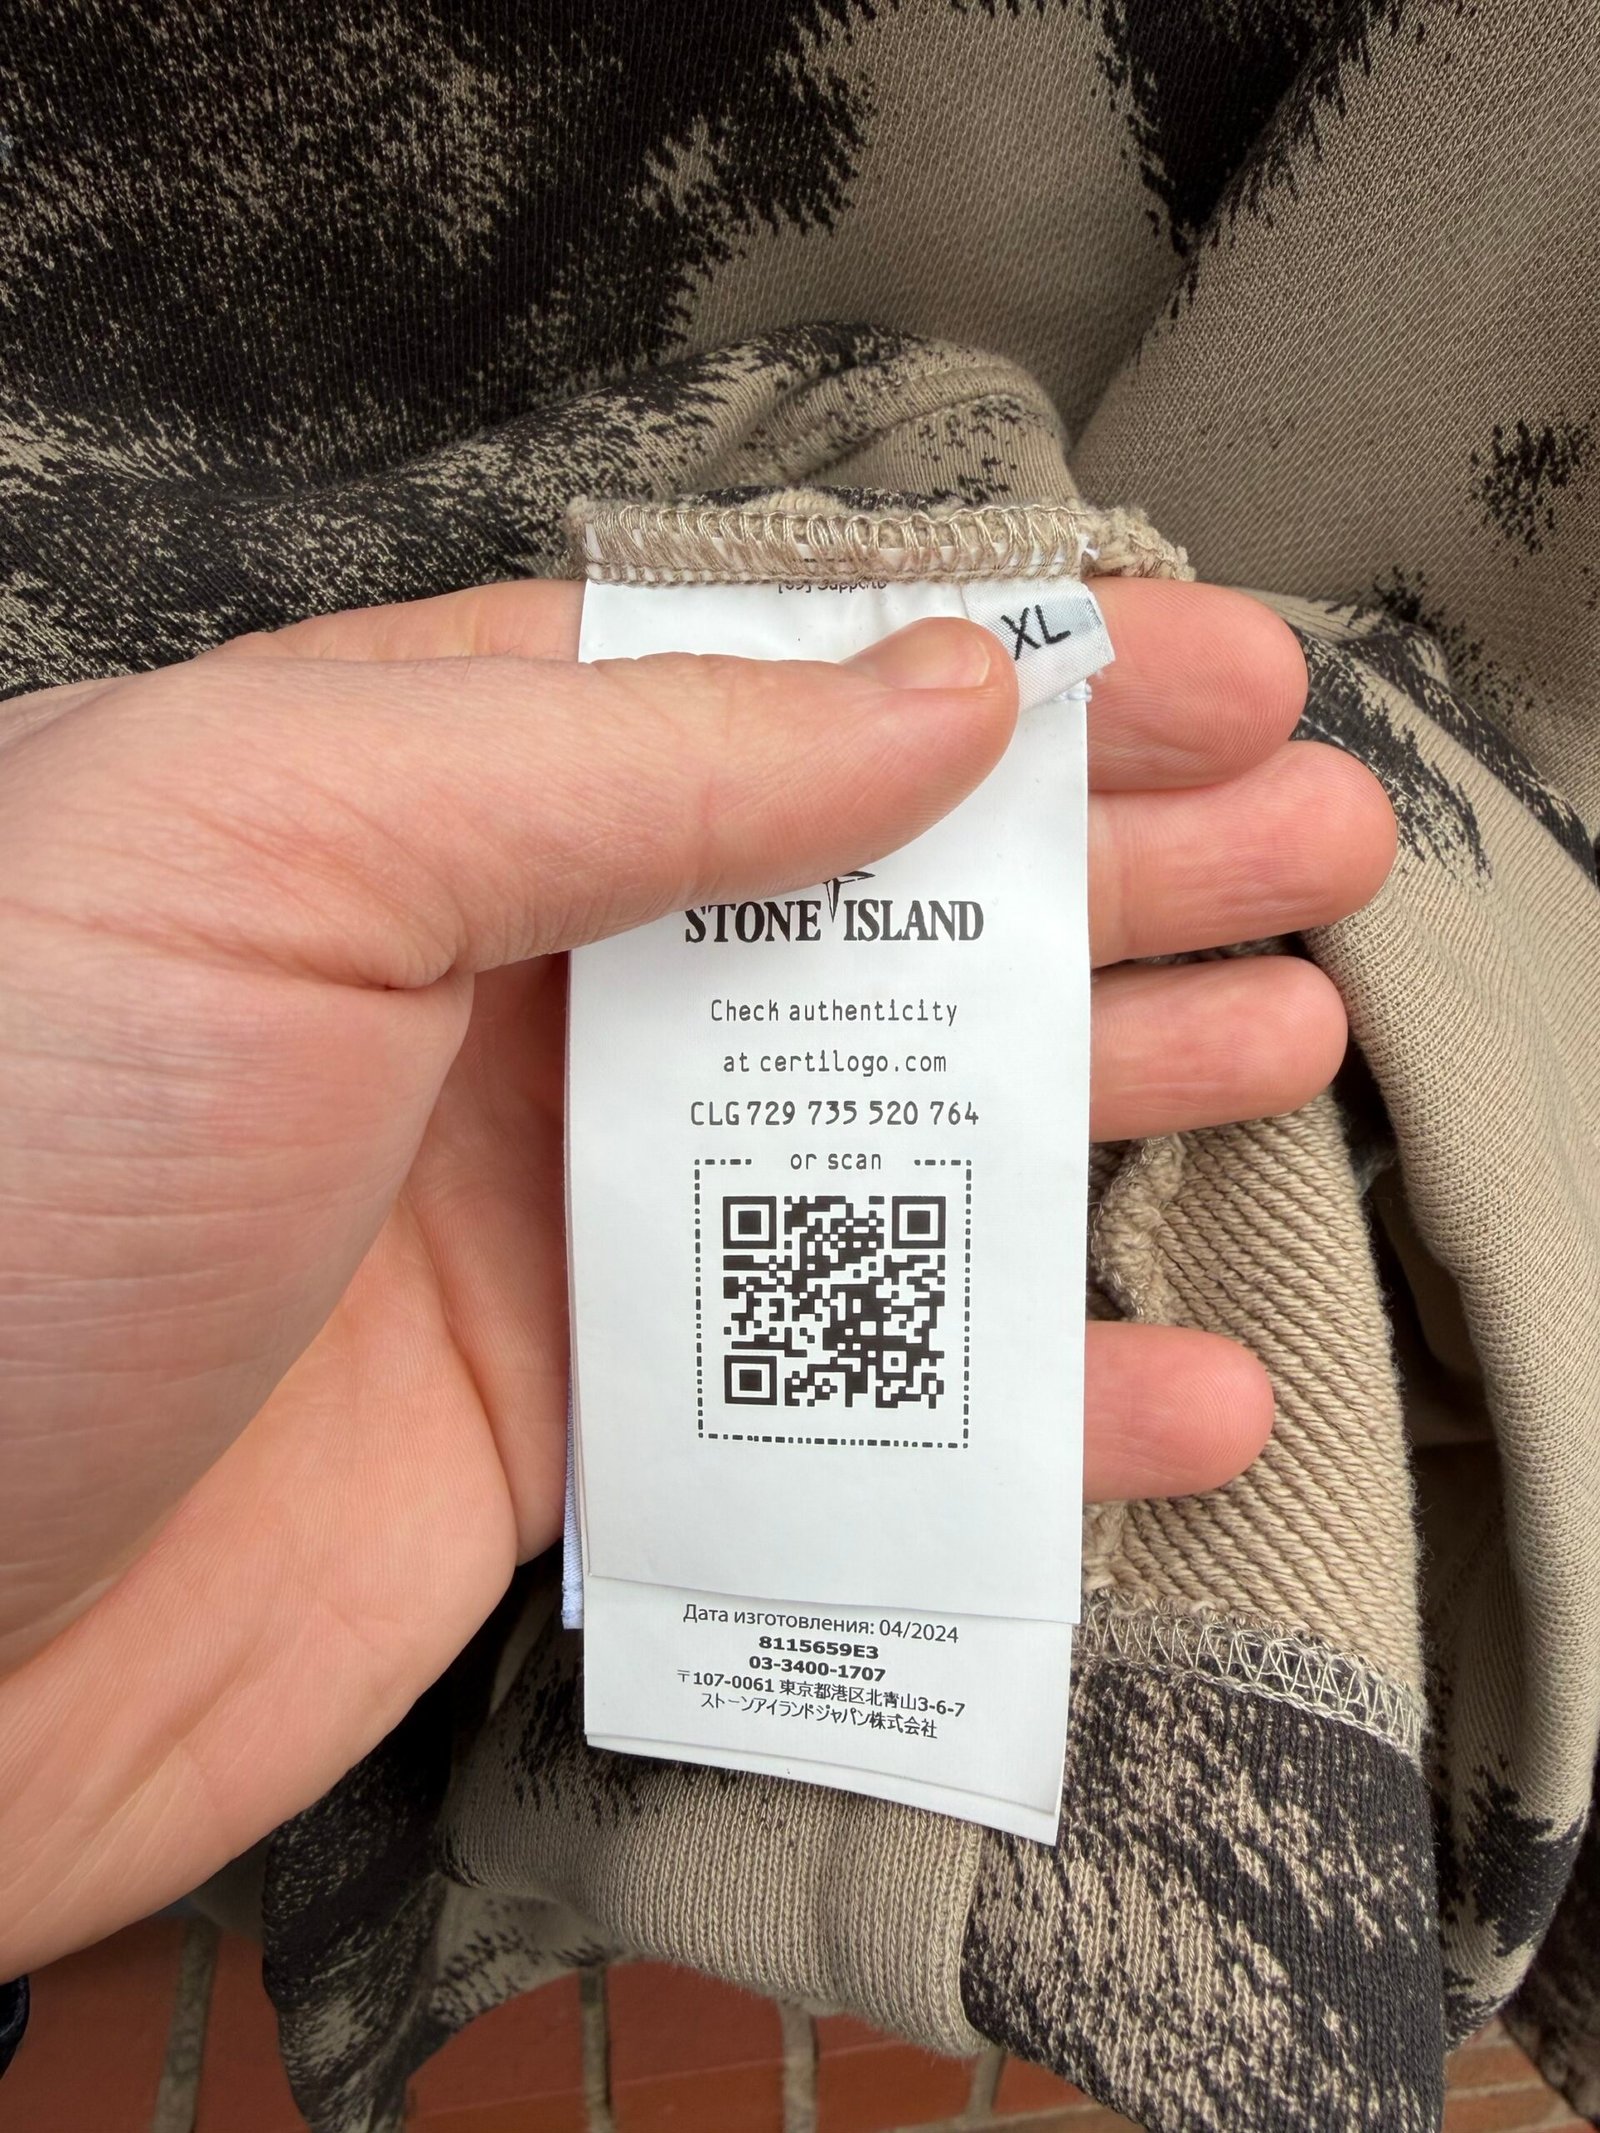 XL
STONE ISLAND
Check authenticity
at certilogo.com
CLG 729 735 520 764
or scan
Дата изготовления: 04/2024
8115659E3
03-3400-1707
〒107-0061 東京都港区北青山3-6-7
ストーンアイランドジャパン株式会社